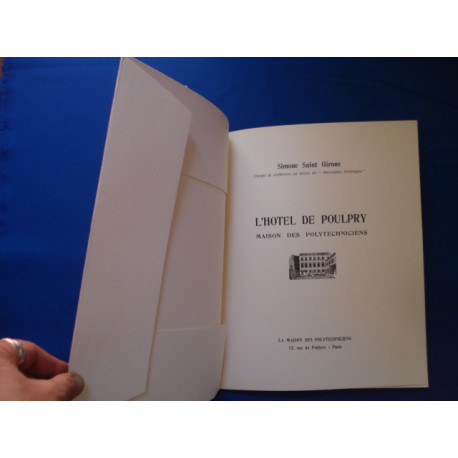 Simone Saint Girons
L'HOTEL DE POULPRY
MAISON DES POLYTECHNICIENS
LA MAISON DES POLYTECHNICIENS
12, rue de Poitiers - Paris